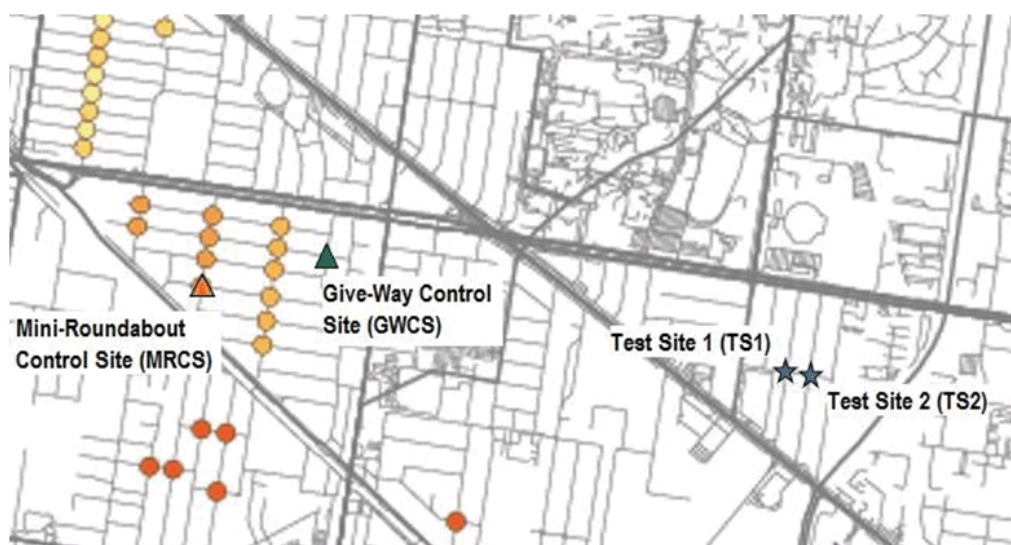 Give-Way Control
Site (GWCS)
Mini-Roundabout
Control Site (MRCS)
Test Site 1 (TS1)
Test Site 2 (TS2)